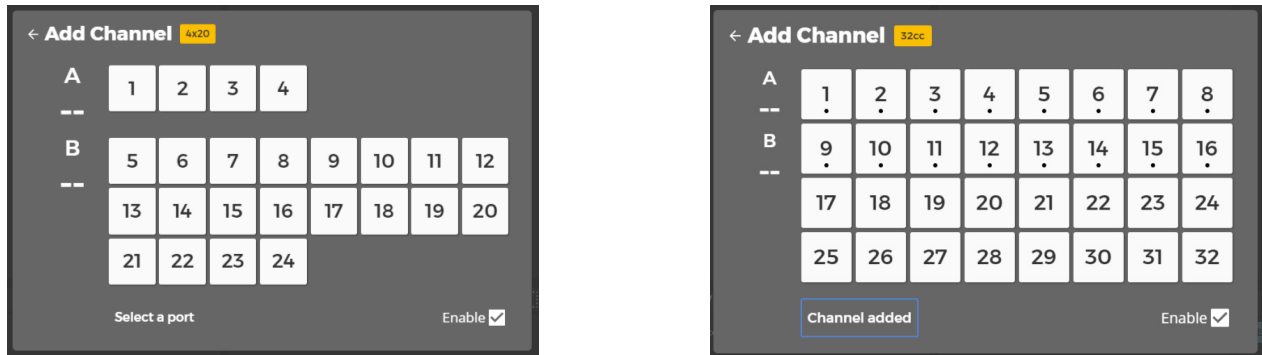 ← Add Channel 4x20
A
--
1 2 3 4
B
--
5 6 7 8 9 10 11 12
13 14 15 16 17 18 19 20
21 22 23 24
Select a port Enable
← Add Channel 32cc
A
--
1 2 3 4 5 6 7 8
B
--
9 10 11 12 13 14 15 16
17 18 19 20 21 22 23 24
25 26 27 28 29 30 31 32
Channel added Enable